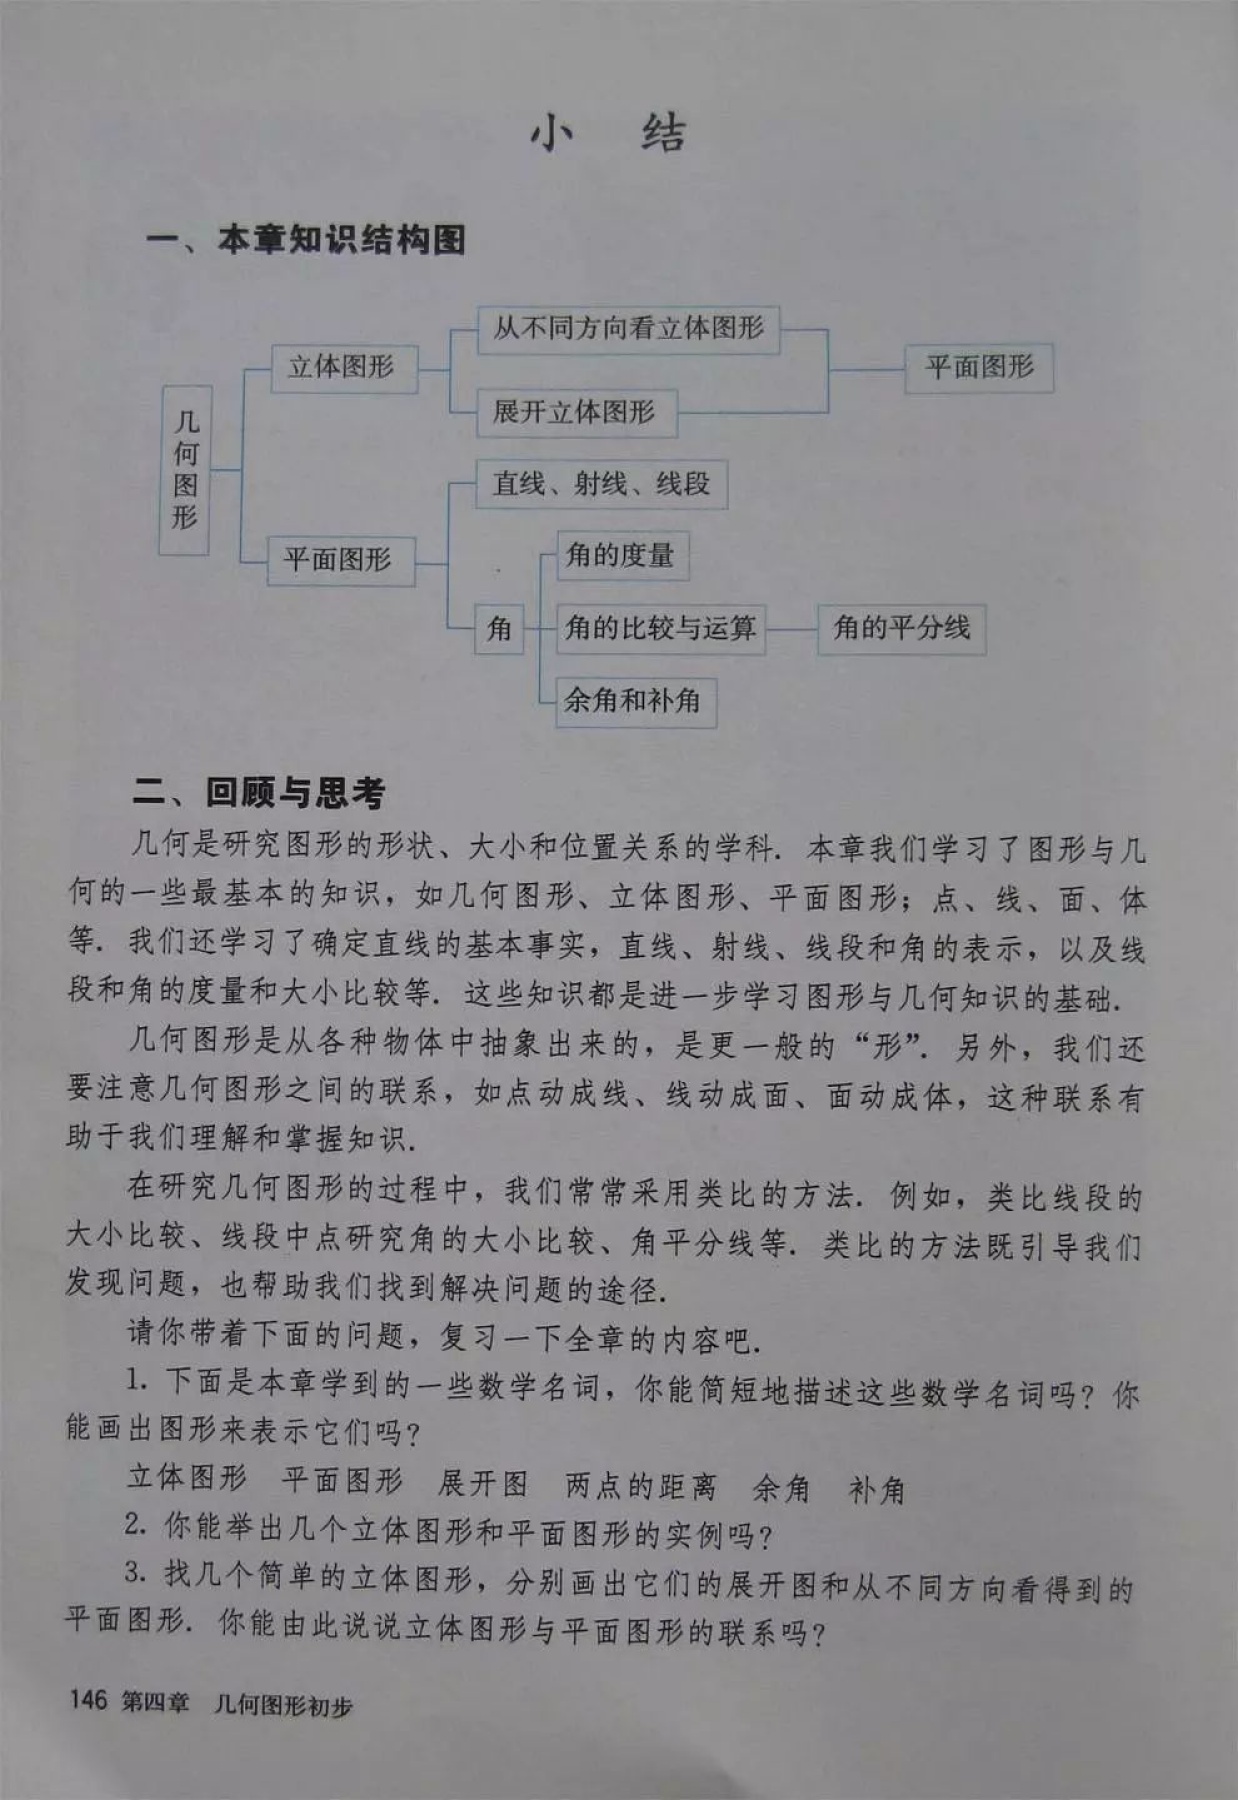 小 结
一、本章知识结构图
从不同方向看立体图形
立体图形
平面图形
展开立体图形
几何图形
直线、射线、线段
角的度量
平面图形
角
角的比较与运算
角的平分线
余角和补角
二、回顾与思考
几何是研究图形的形状、大小和位置关系的学科. 本章我们学习了图形与几
何的一些最基本的知识，如几何图形、立体图形、平面图形；点、线、面、体
等. 我们还学习了确定直线的基本事实，直线、射线、线段和角的表示，以及线
段和角的度量和大小比较等. 这些知识都是进一步学习图形与几何知识的基础.
几何图形是从各种物体中抽象出来的，是更一般的“形”. 另外，我们还
要注意几何图形之间的联系，如点动成线、线动成面、面动成体，这种联系有
助于我们理解和掌握知识.
在研究几何图形的过程中，我们常常采用类比的方法. 例如，类比线段的
大小比较、线段中点研究角的大小比较、角平分线等. 类比的方法既引导我们
发现问题，也帮助我们找到解决问题的途径.
请你带着下面的问题，复习一下全章的内容吧.
1. 下面是本章学到的一些数学名词，你能简短地描述这些数学名词吗？你
能画出图形来表示它们吗？
立体图形 平面图形 展开图 两点的距离 余角 补角
2. 你能举出几个立体图形和平面图形的实例吗？
3. 找几个简单的立体图形，分别画出它们的展开图和从不同方向看得到的
平面图形. 你能由此说说立体图形与平面图形的联系吗？
146 第四章 几何图形初步